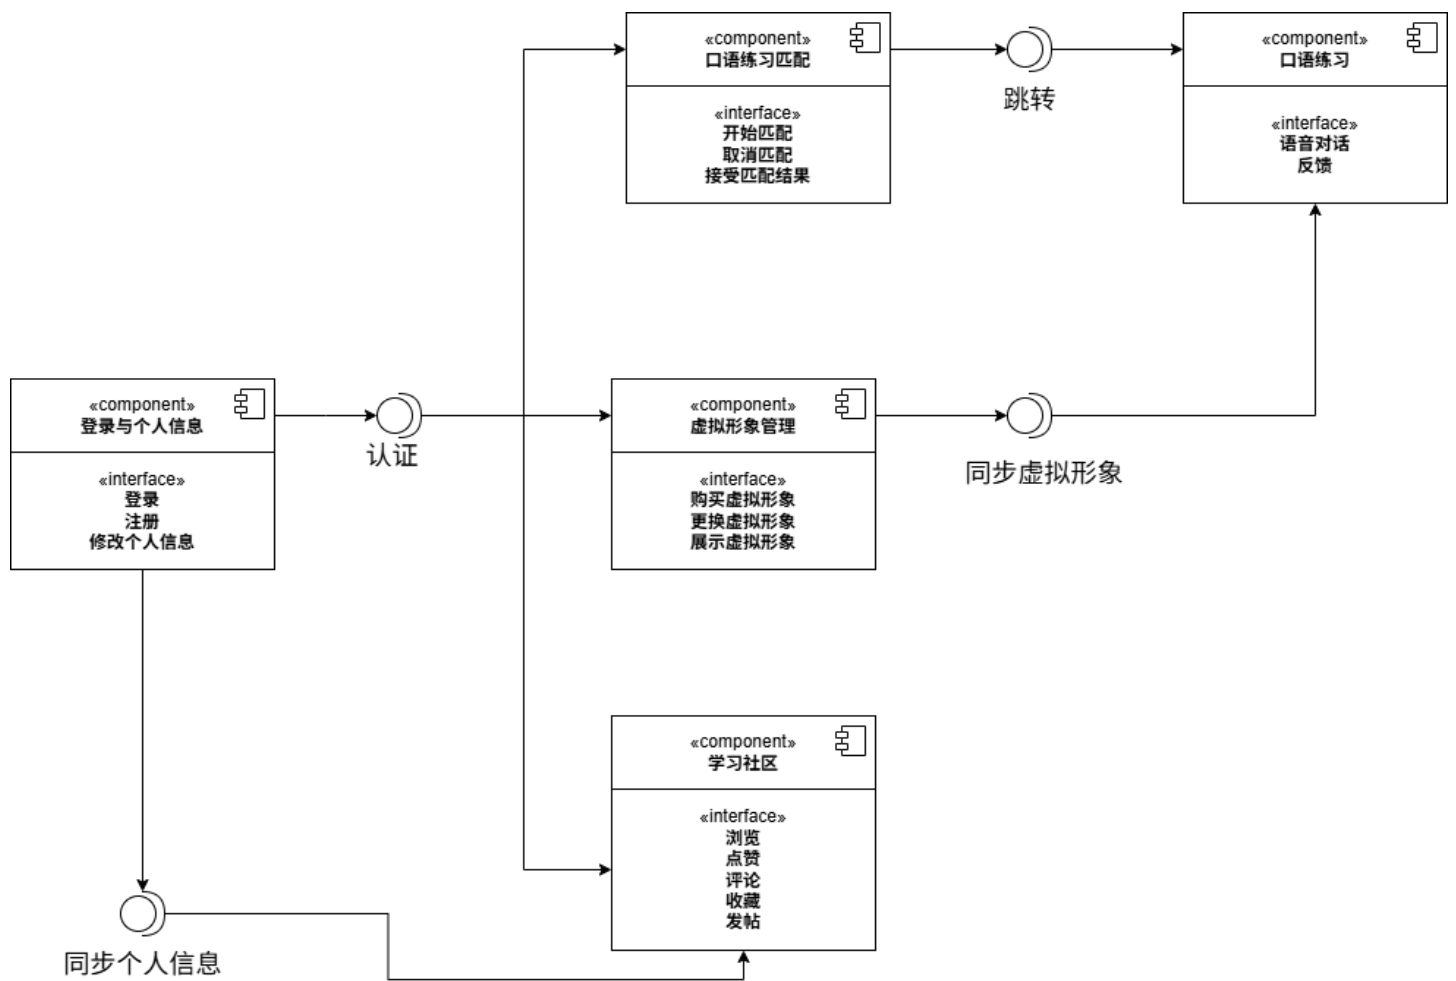 «component»
口语练习匹配
«interface»
开始匹配
取消匹配
接受匹配结果
跳转
«component»
口语练习
«interface»
语音对话
反馈
«component»
登录与个人信息
«interface»
登录
注册
修改个人信息
认证
«component»
虚拟形象管理
«interface»
购买虚拟形象
更换虚拟形象
展示虚拟形象
同步虚拟形象
«component»
学习社区
«interface»
浏览
点赞
评论
收藏
发帖
同步个人信息